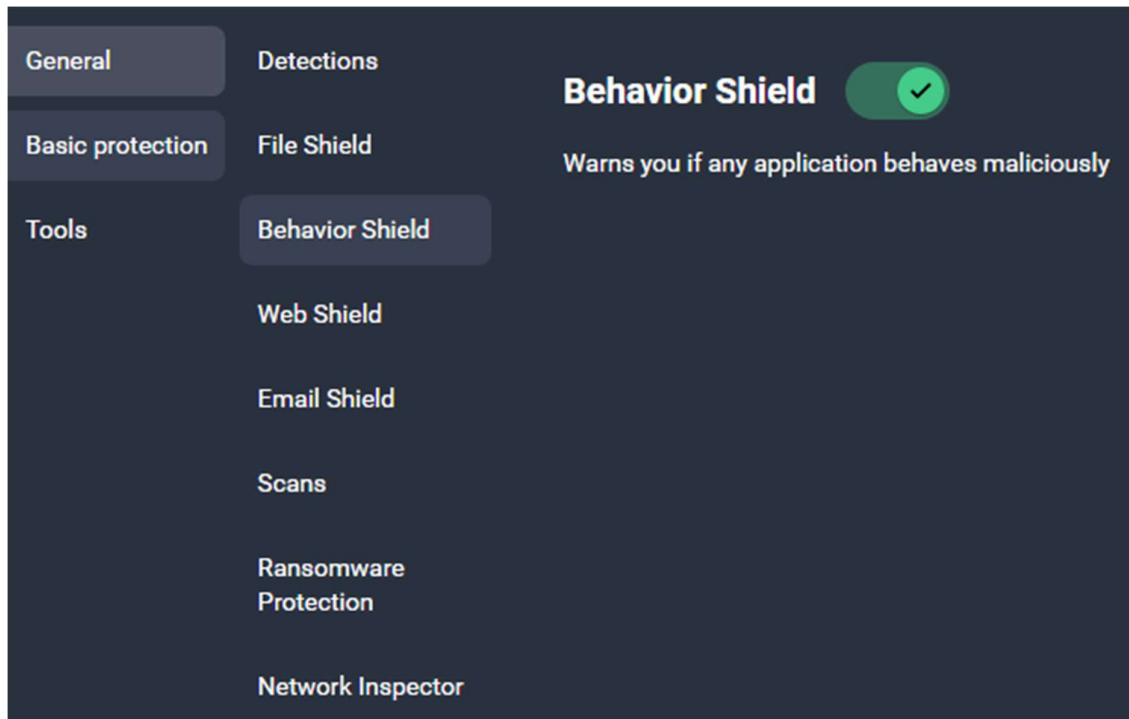 General
Basic protection
Tools
Detections
File Shield
Behavior Shield
Web Shield
Email Shield
Scans
Ransomware
Protection
Network Inspector
Behavior Shield
Warns you if any application behaves maliciously